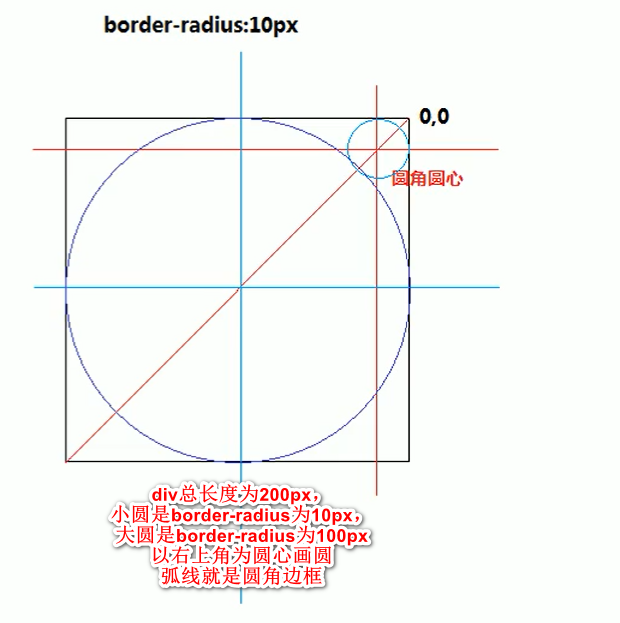 border-radius:10px
0,0
圆角圆心
div总长度为200px，
小圆是border-radius为10px，
大圆是border-radius为100px
以右上角为圆心画圆
弧线就是圆角边框